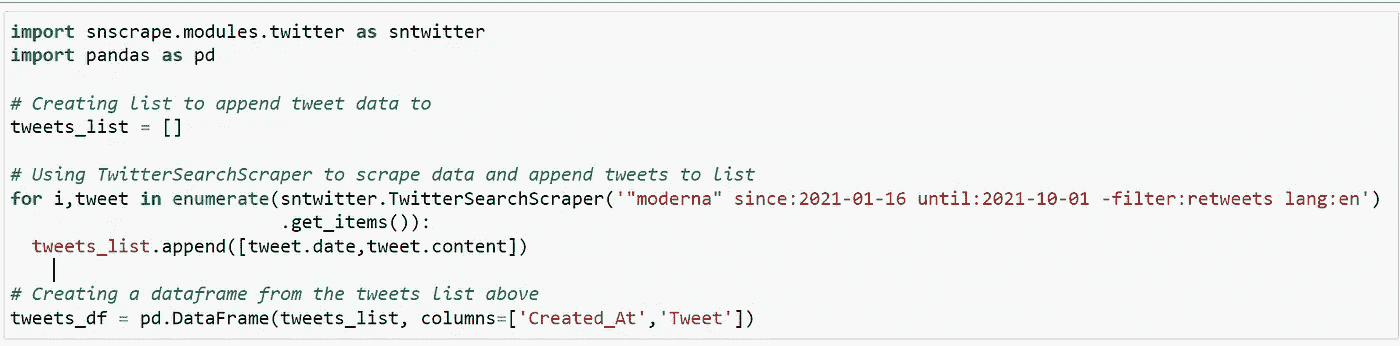 import snscrape.modules.twitter as sntwitter
import pandas as pd
# Creating list to append tweet data to
tweets_list = []
# Using TwitterSearchScraper to scrape data and append tweets to list
for i,tweet in enumerate(sntwitter.TwitterSearchScraper('"moderna" since:2021-01-16 until:2021-10-01 -filter:retweets lang:en')
.get_items()):
tweets_list.append([tweet.date,tweet.content])
# Creating a dataframe from the tweets list above
tweets_df = pd.DataFrame(tweets_list, columns=['Created_At','Tweet'])